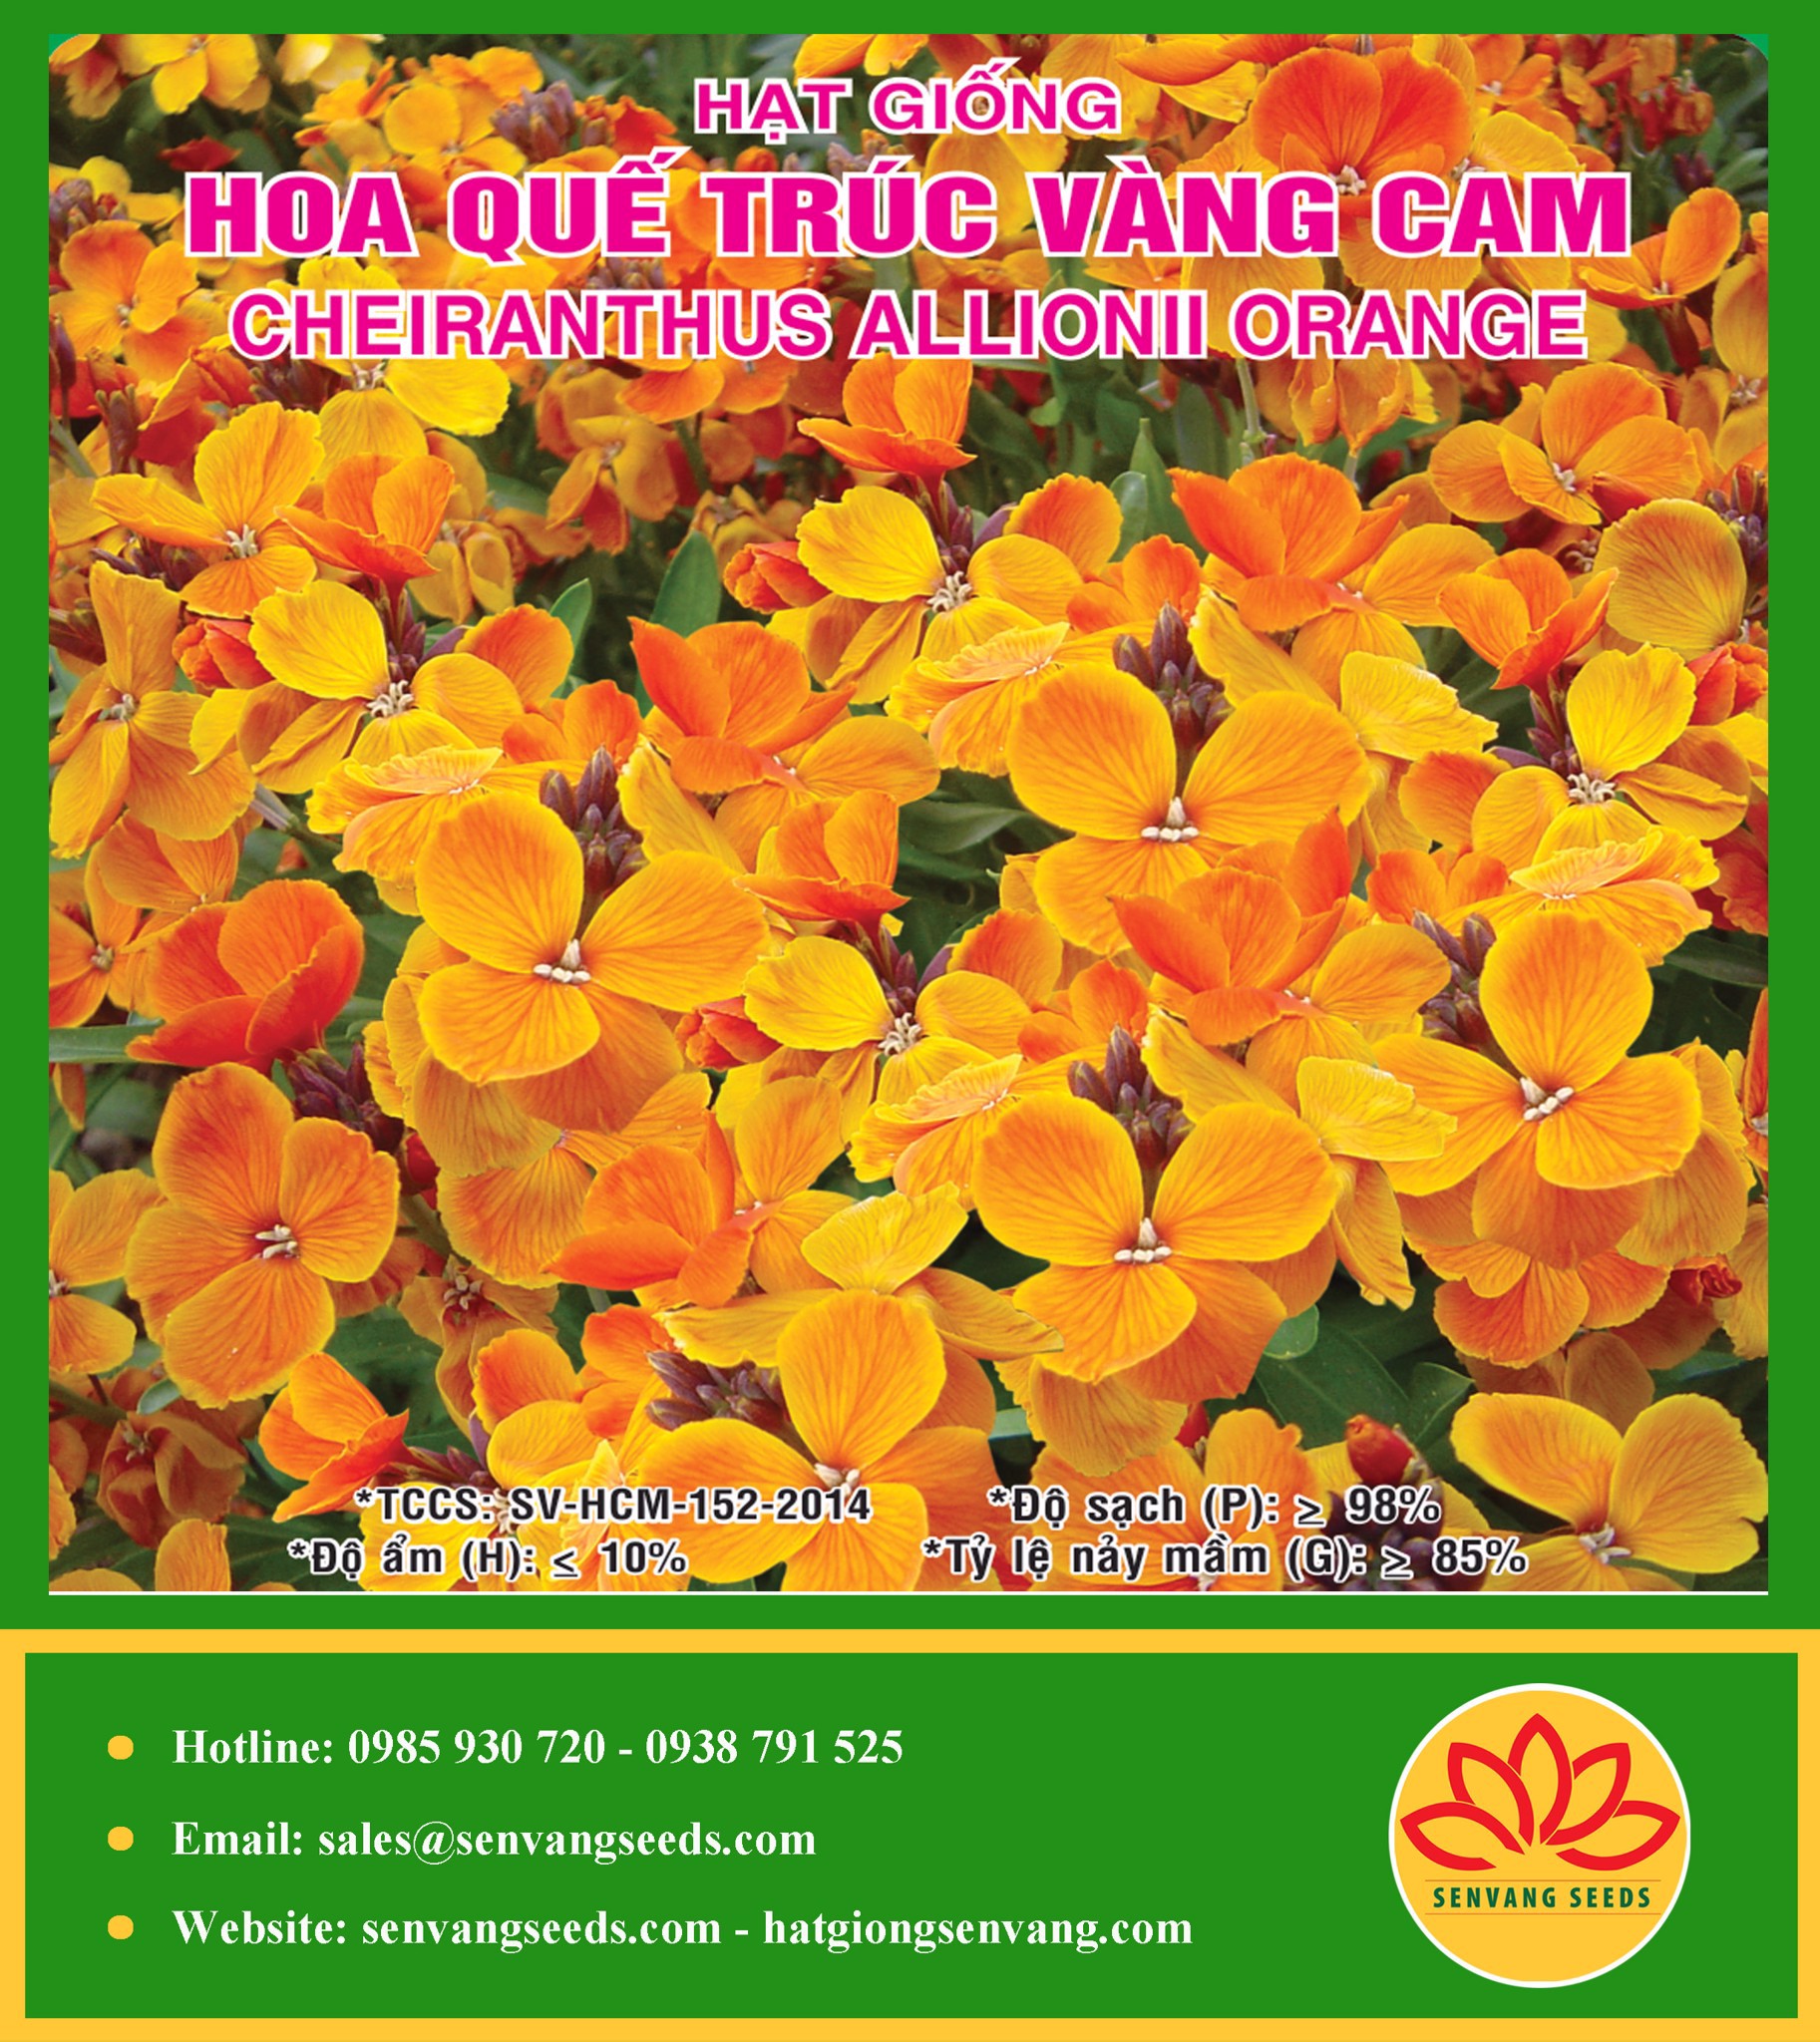 HẠT GIỐNG
HOA QUẾ TRÚC VÀNG CAM
CHEIRANTHUS ALLIONII ORANGE
*TCCS: SV-HCM-152-2014 *Độ sạch (P): ≥ 98%
*Độ ẩm (H): ≤ 10% *Tỷ lệ nảy mầm (G): ≥ 85%
Hotline: 0985 930 720 - 0938 791 525
Email: sales@senvangseeds.com
Website: senvangseeds.com - hatgiongsenvang.com
SENVANG SEEDS